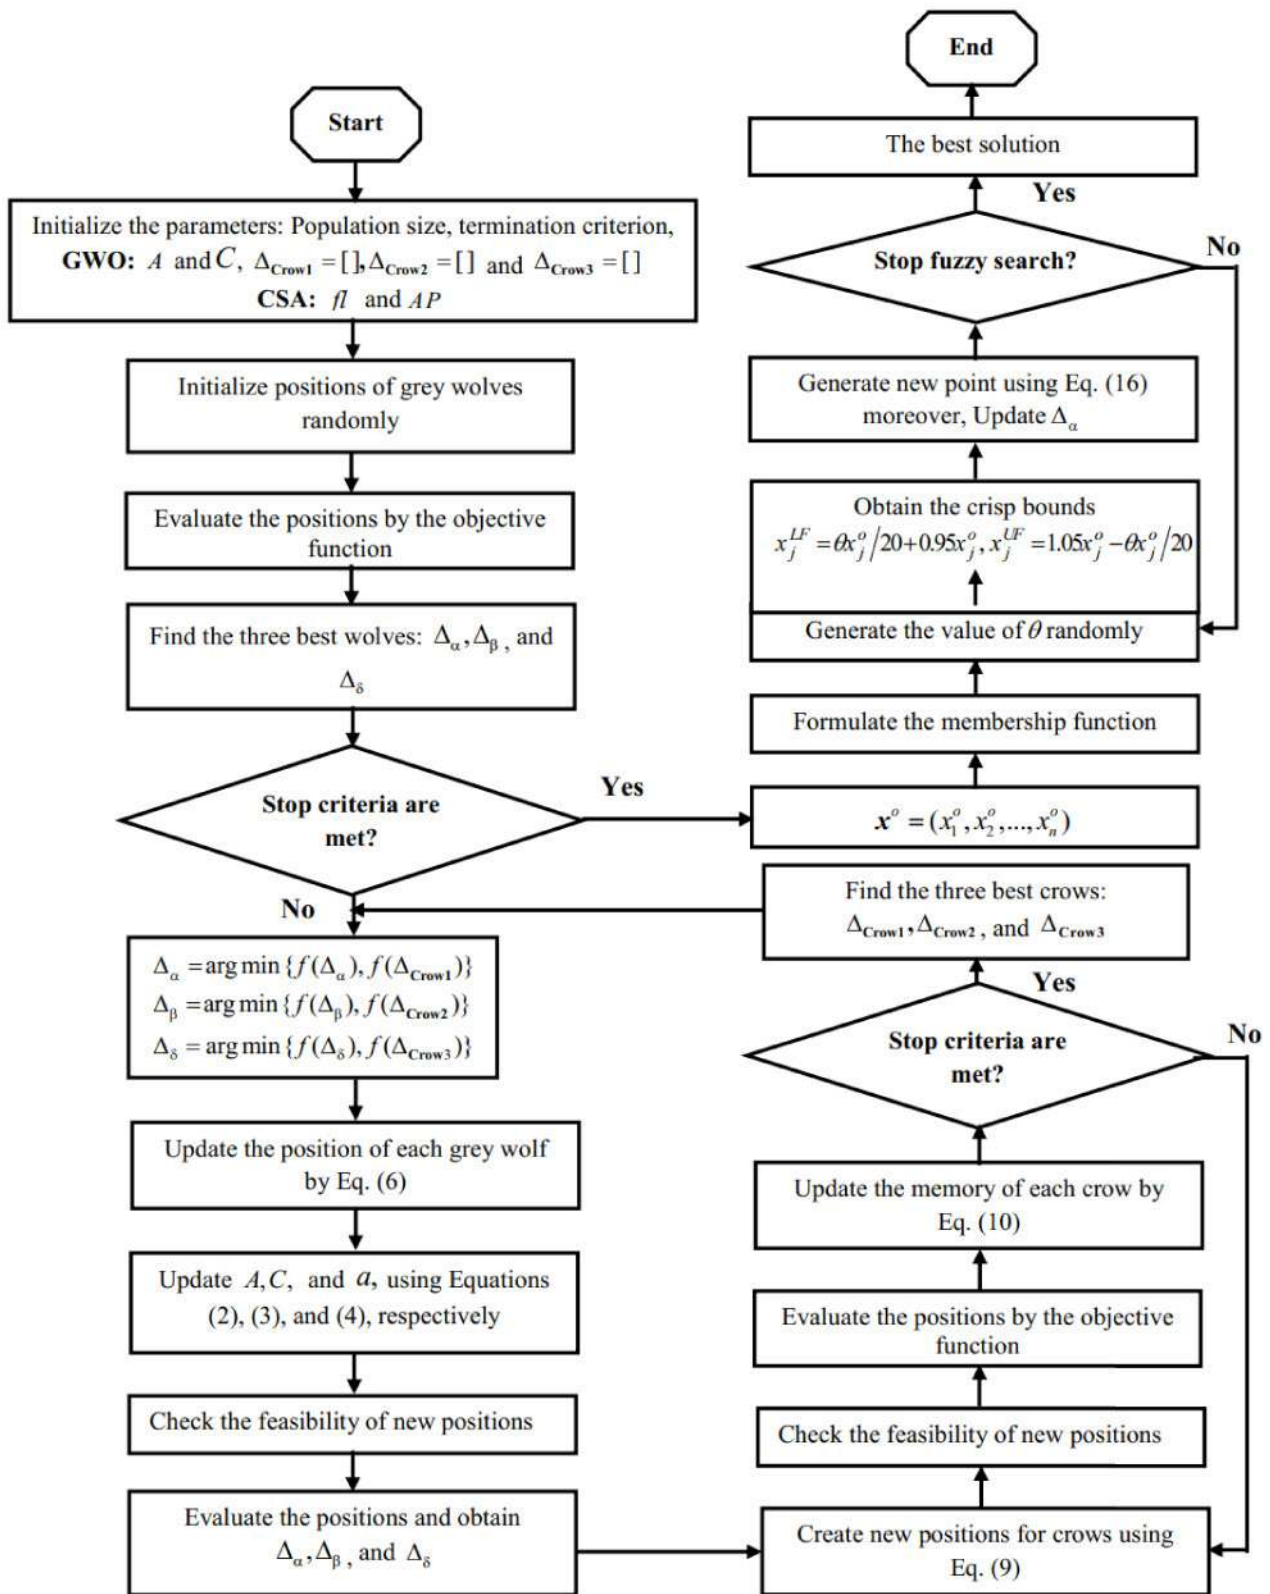 Start
Initialize the parameters: Population size, termination criterion,
GWO: A and C, Δ_Crow1 = [ ], Δ_Crow2 = [ ] and Δ_Crow3 = [ ]
CSA: fl and AP
Initialize positions of grey wolves
randomly
Evaluate the positions by the objective
function
Find the three best wolves: Δ_α, Δ_β, and
Δ_δ
Stop criteria are
met?
Yes
No
Δ_α = arg min {f(Δ_α), f(Δ_Crow1)}
Δ_β = arg min {f(Δ_β), f(Δ_Crow2)}
Δ_δ = arg min {f(Δ_δ), f(Δ_Crow3)}
Update the position of each grey wolf
by Eq. (6)
Update A, C, and a, using Equations
(2), (3), and (4), respectively
Check the feasibility of new positions
Evaluate the positions and obtain
Δ_α, Δ_β, and Δ_δ
End
The best solution
Yes
Stop fuzzy search?
No
Generate new point using Eq. (16)
moreover, Update Δ_α
Obtain the crisp bounds
x_j^LF = θx_j^o/20+0.95x_j^o, x_j^UF = 1.05x_j^o − θx_j^o/20
Generate the value of θ randomly
Formulate the membership function
x^o = (x_1^o, x_2^o, ..., x_n^o)
Find the three best crows:
Δ_Crow1, Δ_Crow2, and Δ_Crow3
Yes
Stop criteria are
met?
No
Update the memory of each crow by
Eq. (10)
Evaluate the positions by the objective
function
Check the feasibility of new positions
Create new positions for crows using
Eq. (9)